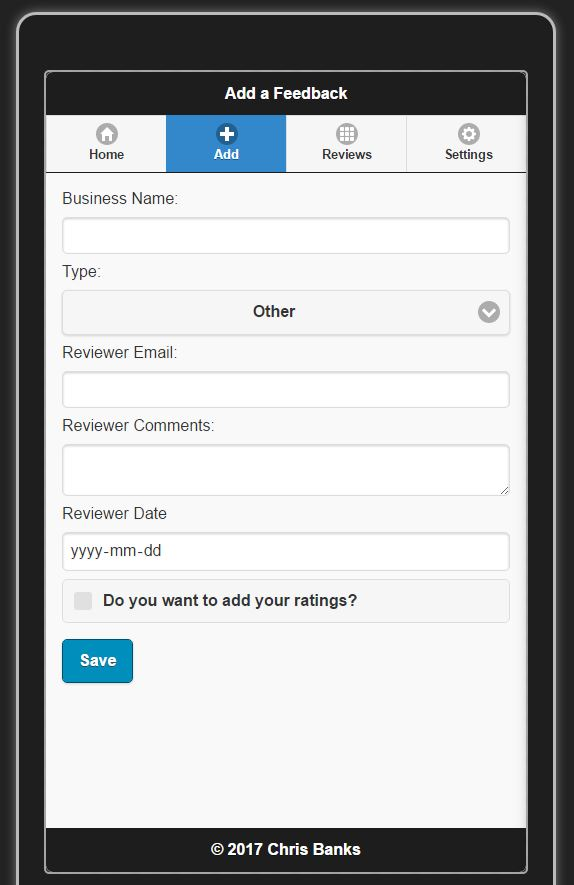 Add a Feedback
Home Add Reviews Settings
Business Name:
Type:
Other
Reviewer Email:
Reviewer Comments:
Reviewer Date
yyyy-mm-dd
Do you want to add your ratings?
Save
© 2017 Chris Banks